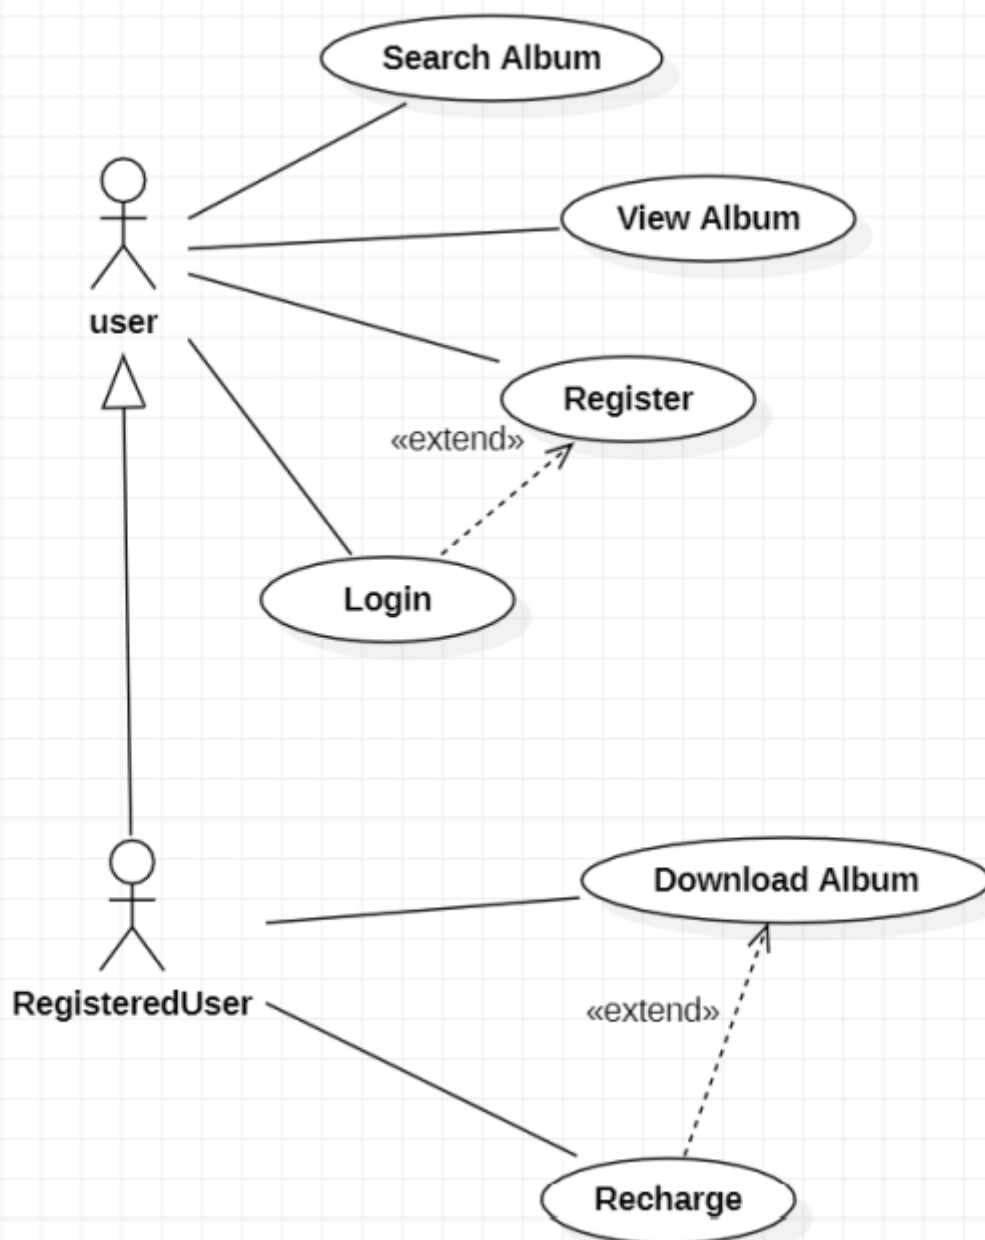 Search Album
View Album
user
Register
«extend»
Login
Download Album
RegisteredUser
«extend»
Recharge